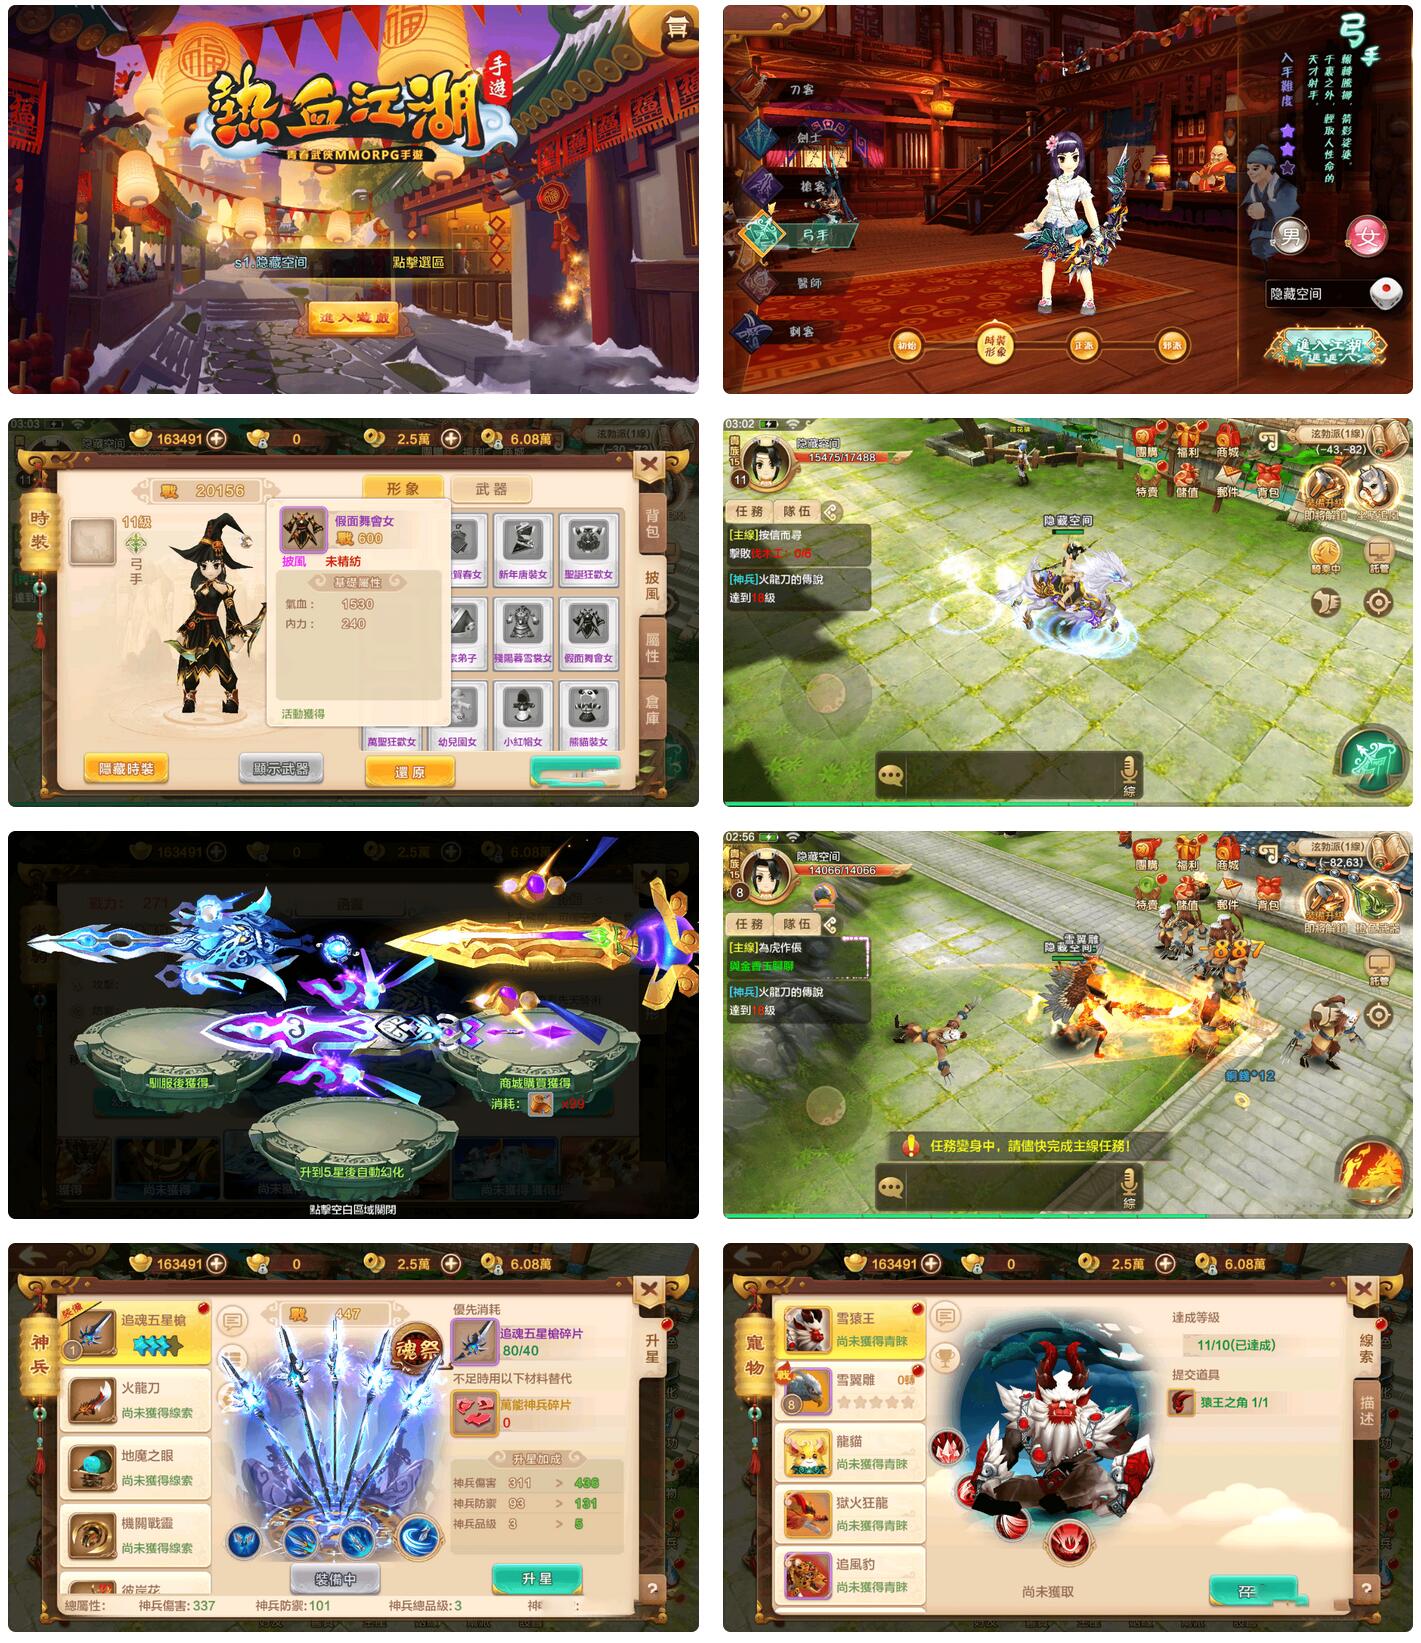 熱血江湖
手遊
青春武俠MMORPG手遊
s1.隐藏空间
點擊選區
進入遊戲
刀客
劍士
槍客
弓手
醫師
刺客
弓手
輾轉騰挪，箭影婆娑，
千裏之外，輕取人性命的
天才射手。
入手難度
男
女
隐藏空间
初始
時裝形象
正派
邪派
進入江湖
03:03
163491
0
2.5萬
6.08萬
時裝
戰 20156
形象
武器
11級
弓手
假面舞會女
戰 600
披風
未精紡
基礎屬性
氣血： 1530
內力： 240
活動獲得
賀春女
新年唐裝女
聖誕狂歡女
宗弟子
殘陽暮雪裳女
假面舞會女
萬聖狂歡女
幼兒園女
小紅帽女
熊貓裝女
背包
披風
屬性
倉庫
隱藏時裝
顯示武器
還原
03:02
貴族15
隐藏空间
15475/17488
11
任務
隊伍
[主線]按信而尋
擊敗伐木工：0/6
[神兵]火龍刀的傳說
達到18級
團購
福利
商城
特賣
儲值
郵件
背包
泫勃派(1線)
(-43,-82)
即將解鎖
騎乘中
託管
隐藏空间
綜
163491
0
2.5萬
6.08萬
戰力： 271
馴服後獲得
商城購買獲得
消耗： x99
升到5星後自動幻化
點擊空白區域關閉
02:56
貴族15
隐藏空间
14066/14066
8
任務
隊伍
[主線]為虎作倀
與金香玉聊聊
[神兵]火龍刀的傳說
達到18級
團購
福利
商城
特賣
儲值
郵件
背包
泫勃派(1線)
(-82,63)
即將解鎖
託管
雪翼雕
隐藏空间
887
銅錢*12
任務變身中，請儘快完成主線任務！
綜
163491
0
2.5萬
6.08萬
神兵
裝備
追魂五星槍
1
火龍刀
尚未獲得線索
地魔之眼
尚未獲得線索
機關戰靈
尚未獲得線索
彼岸花
戰 447
魂祭
優先消耗
追魂五星槍碎片
80/40
不足時用以下材料替代
萬能神兵碎片
0
升星加成
神兵傷害 311 > 436
神兵防禦 93 > 131
神兵品級 3 > 5
裝備中
升星
升星
總屬性：
神兵傷害：337
神兵防禦：101
神兵總品級：3
?
163491
0
2.5萬
6.08萬
寵物
雪猿王
尚未獲得青睞
戰
雪翼雕
0轉
8
龍貓
尚未獲得青睞
獄火狂龍
尚未獲得青睞
追風豹
尚未獲得青睞
達成等級
11/10(已達成)
提交道具
猿王之角 1/1
尚未獲取
線索
描述
?